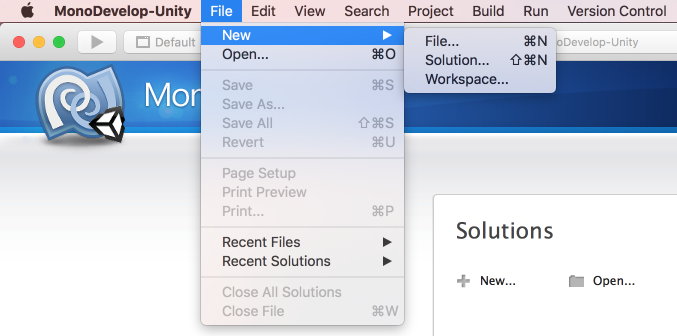 MonoDevelop-Unity File Edit View Search Project Build Run Version Control
Default
oDevelop-Unity
New ▶
File... ⌘N
Open... ⌘O
Solution... ⇧⌘N
Workspace...
Save ⌘S
Mon
Save As...
Save All ⇧⌘S
Revert ⌘U
Page Setup
Print Preview
Print... ⌘P
Recent Files ▶
Recent Solutions ▶
Close All Solutions
Close File ⌘W
Solutions
New... Open...